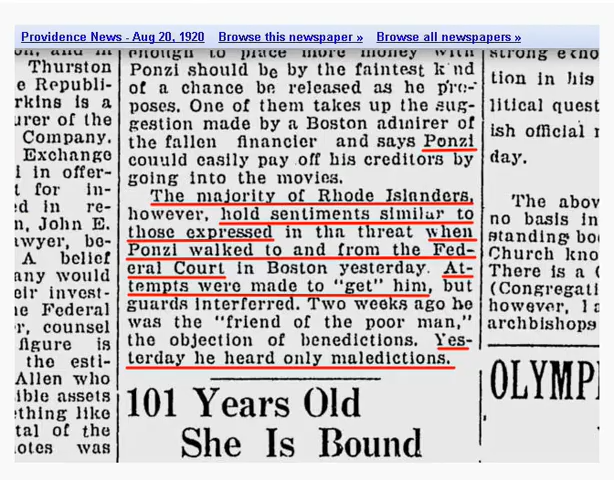 Providence News - Aug 20, 1920 Browse this newspaper » Browse all newspapers »
Thurston
e Republi-
rkins is a
urer of the
Company.
Exchange
in offer-
t for in-
ed in re-
n, John E.
wyer, be-
A belief
any would
eir invest-
he Federal
r, counsel
figure is
the esti-
Allen who
ible assets
thing like
tal of the
otes was
enough to place more money with
Ponzi should be by the faintest k nd
of a chance be released as he pro-
poses. One of them takes up the sug-
gestion made by a Boston admirer of
the fallen financier and says Ponzi
couuld easily pay off his creditors by
going into the movies.
The majority of Rhode Islanders,
however, hold sentiments similar to
those expressed in tha threat when
Ponzi walked to and from the Fed-
eral Court in Boston yesterday. At-
tempts were made to "get" him, but
guards interferred. Two weeks ago he
was the "friend of the poor man,"
the objection of benedictions. Yes-
terday he heard only maledictions.
101 Years Old
She Is Bound
strong
tion in his
litical quest
ish official
day.
The abov
no basis in
standing bo
Church kno
There is a
(Congregati
however,
archbishops
OLYMP